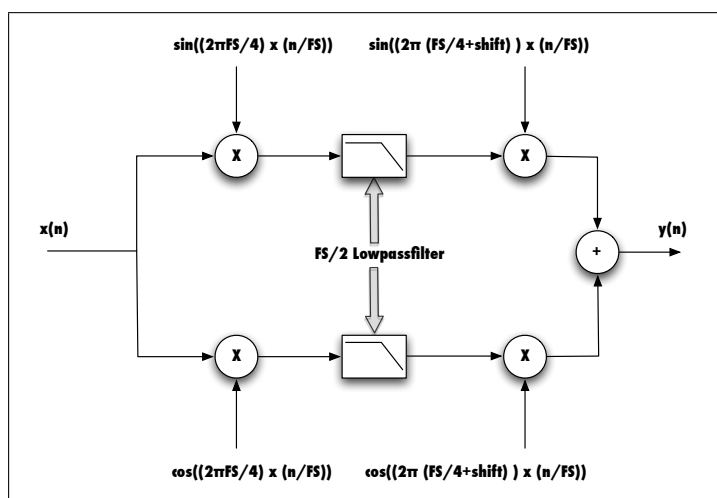 sin((2πFS/4) x (n/FS))
sin((2π (FS/4+shift) ) x (n/FS))
X
X
x(n)
FS/2 Lowpassfilter
+
y(n)
X
X
cos((2πFS/4) x (n/FS))
cos((2π (FS/4+shift) ) x (n/FS))